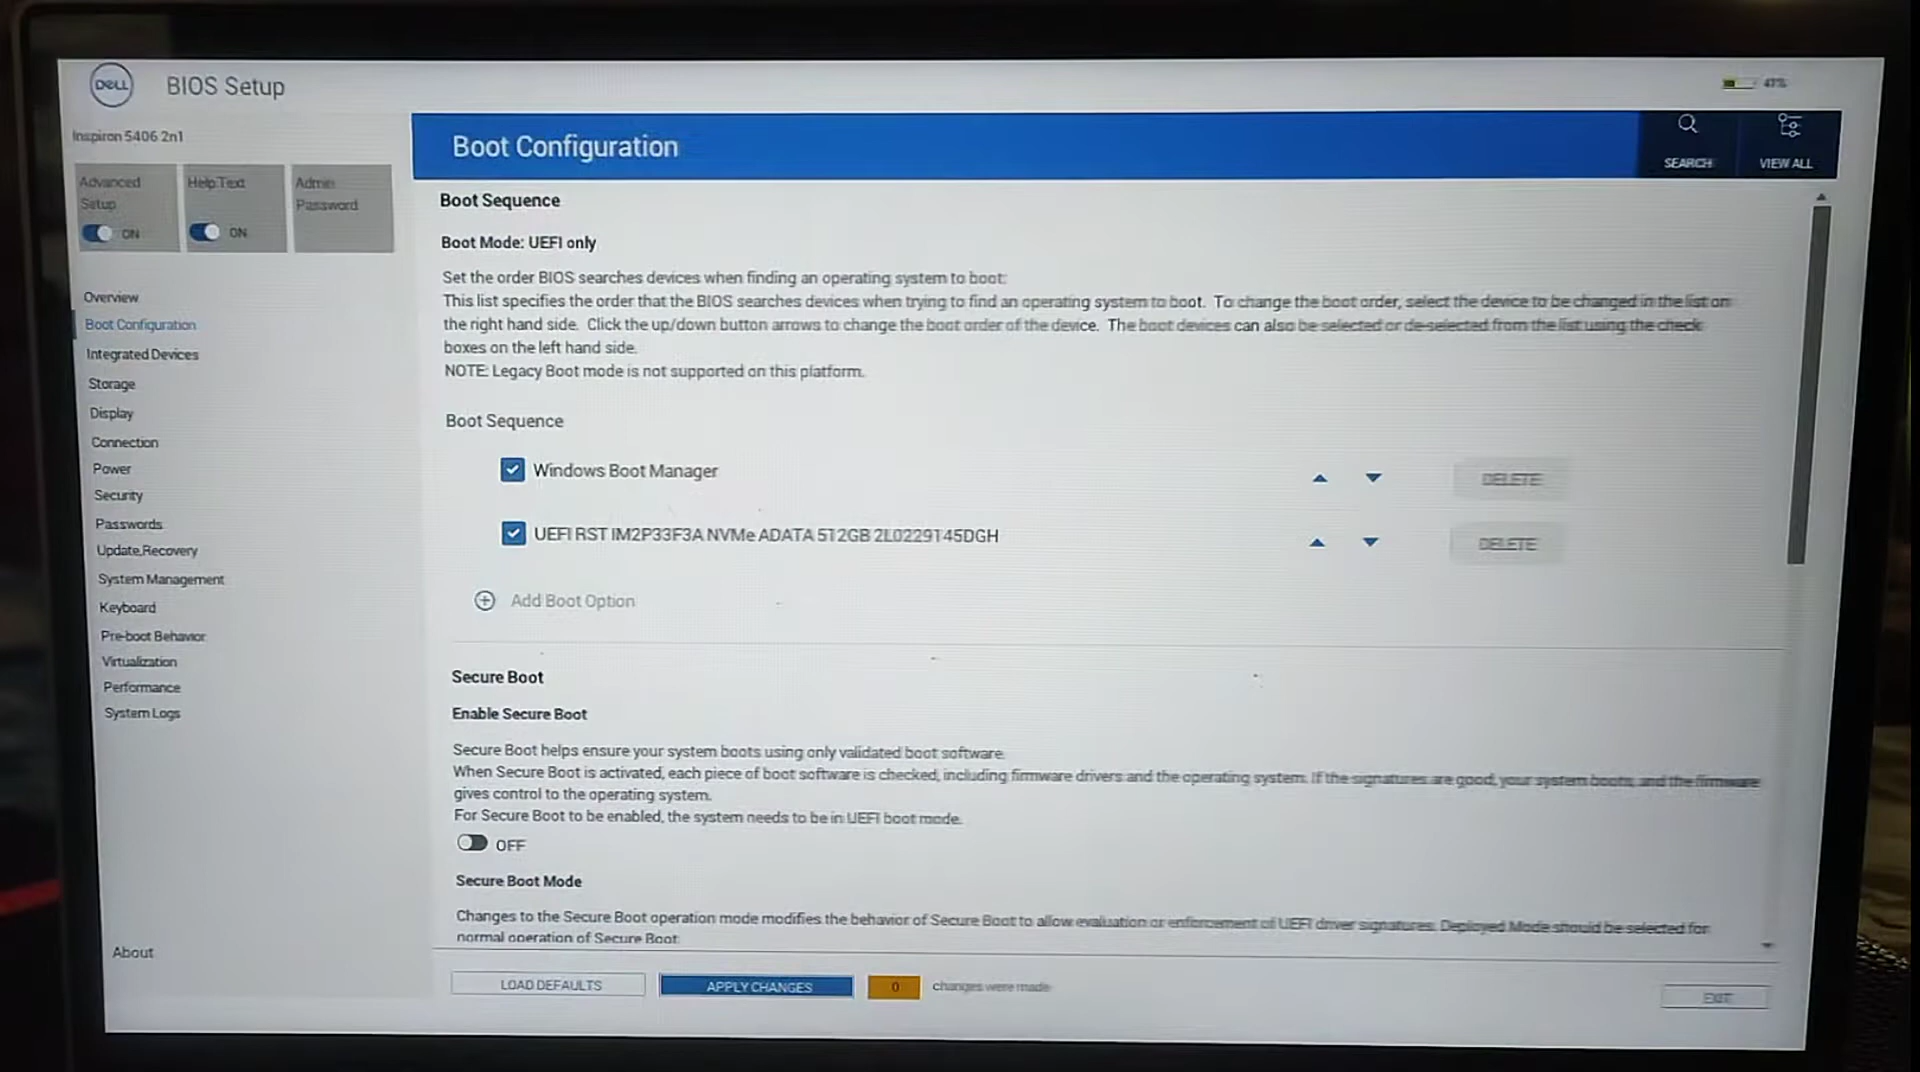 DELL
BIOS Setup
47%
Inspiron 5406 2n1
Advanced
Setup
ON
Help Text
ON
Admin
Password
Boot Configuration
SEARCH
VIEW ALL
Overview
Boot Configuration
Integrated Devices
Storage
Display
Connection
Power
Security
Passwords
Update,Recovery
System Management
Keyboard
Pre-boot Behavior
Virtualization
Performance
System Logs
About
Boot Sequence
Boot Mode: UEFI only
Set the order BIOS searches devices when finding an operating system to boot:
This list specifies the order that the BIOS searches devices when trying to find an operating system to boot. To change the boot order, select the device to be changed in the list on
the right hand side. Click the up/down button arrows to change the boot order of the device. The boot devices can also be selected or de-selected from the list using the check
boxes on the left hand side.
NOTE: Legacy Boot mode is not supported on this platform.
Boot Sequence
Windows Boot Manager
DELETE
UEFI RST IM2P33F3A NVMe ADATA 512GB 2L0229145DGH
DELETE
Add Boot Option
Secure Boot
Enable Secure Boot
Secure Boot helps ensure your system boots using only validated boot software.
When Secure Boot is activated, each piece of boot software is checked, including firmware drivers and the operating system. If the signatures are good, your system boots, and the firmware
gives control to the operating system.
For Secure Boot to be enabled, the system needs to be in UEFI boot mode.
OFF
Secure Boot Mode
Changes to the Secure Boot operation mode modifies the behavior of Secure Boot to allow evaluation or enforcement of UEFI driver signatures. Deployed Mode should be selected for
normal operation of Secure Boot.
LOAD DEFAULTS
APPLY CHANGES
0
changes were made
EXIT